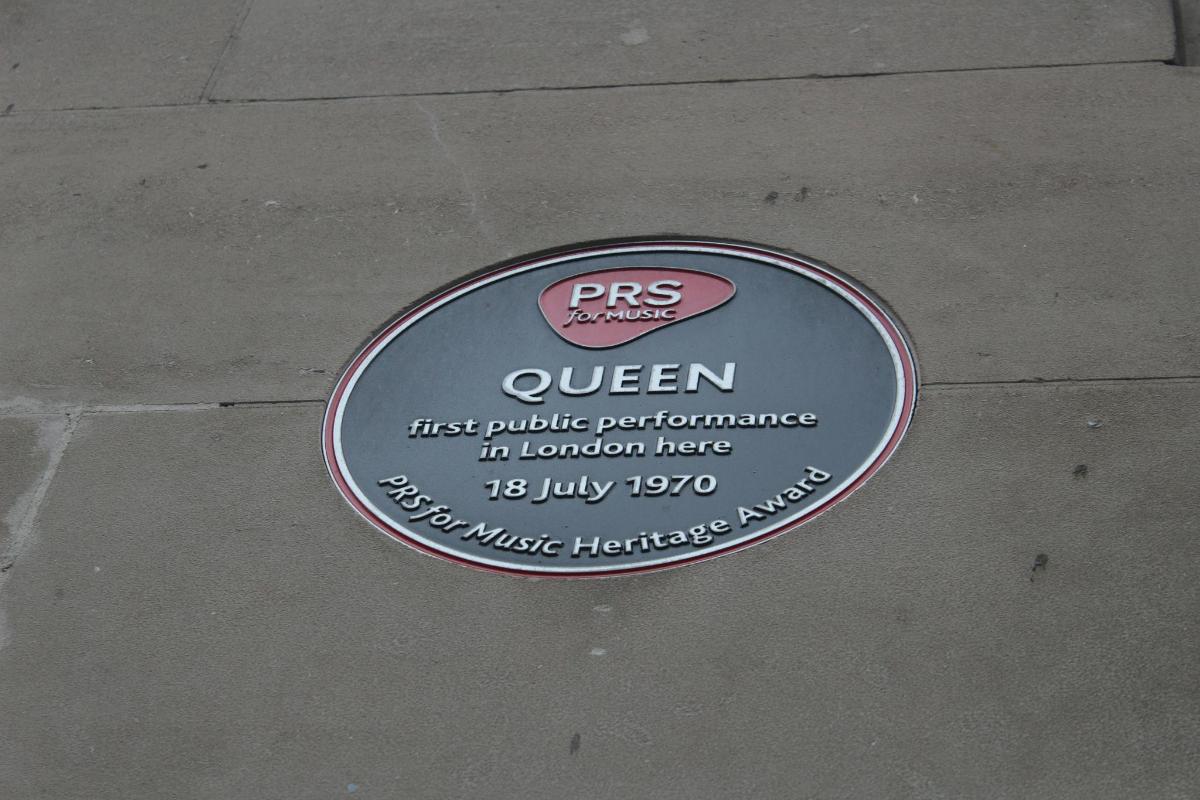 PRS
for MUSIC
QUEEN
first public performance
in London here
18 July 1970
PRS for Music Heritage Award